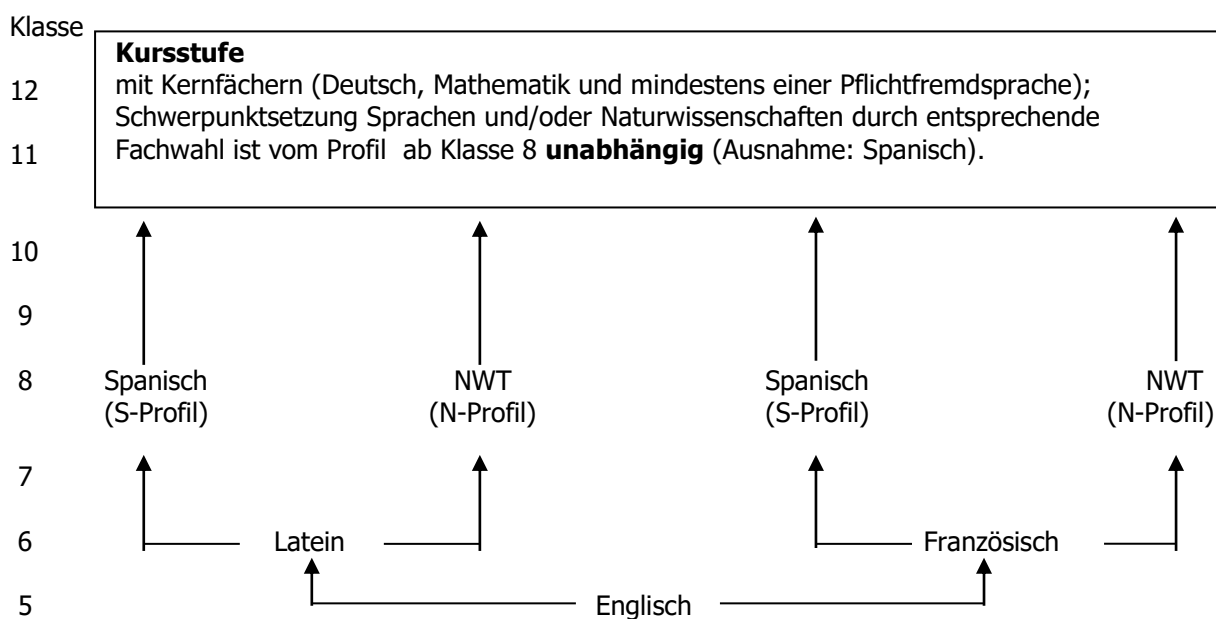 Klasse
Kursstufe
12 mit Kernfächern (Deutsch, Mathematik und mindestens einer Pflichtfremdsprache);
Schwerpunktsetzung Sprachen und/oder Naturwissenschaften durch entsprechende
11 Fachwahl ist vom Profil ab Klasse 8 unabhängig (Ausnahme: Spanisch).
10
9
8 Spanisch NWT Spanisch NWT
(S-Profil) (N-Profil) (S-Profil) (N-Profil)
7
6 Latein Französisch
5 Englisch